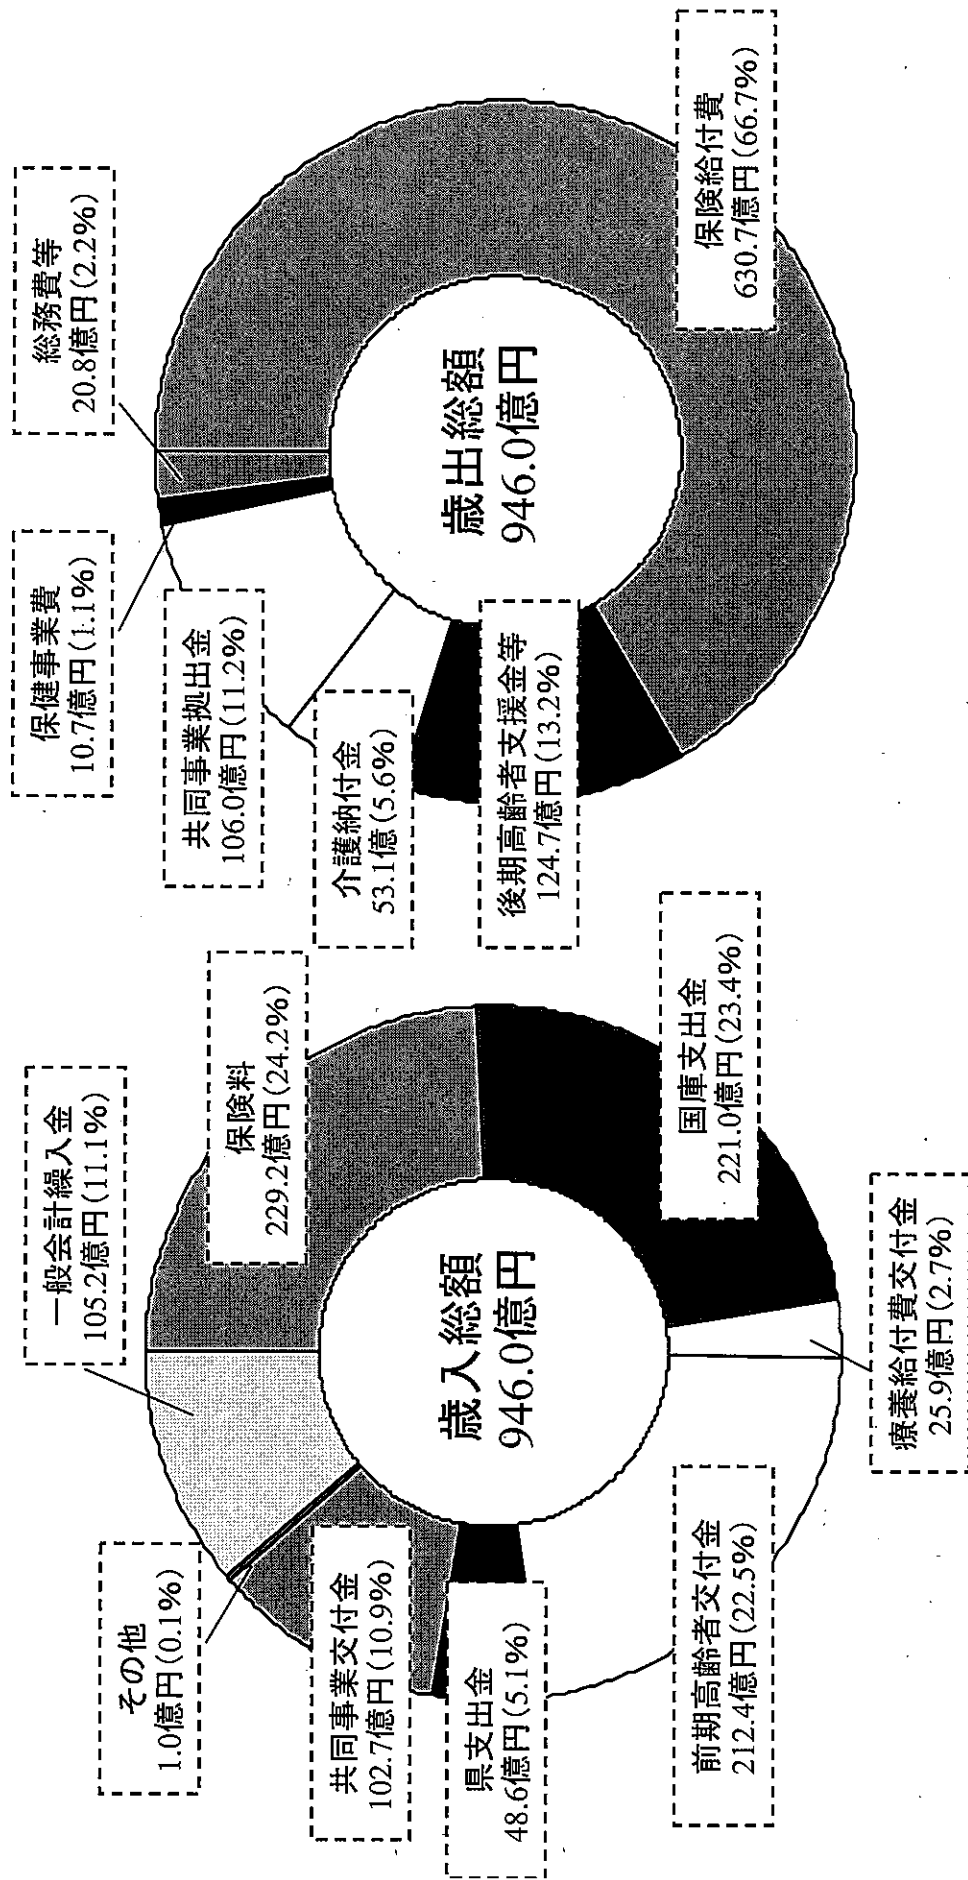 歳入総額
946.0億円
保険料
229.2億円(24.2%)
国庫支出金
221.0億円(23.4%)
療養給付費交付金
25.9億円(2.7%)
前期高齢者交付金
212.4億円(22.5%)
県支出金
48.6億円(5.1%)
共同事業交付金
102.7億円(10.9%)
その他
1.0億円(0.1%)
一般会計繰入金
105.2億円(11.1%)
歳出総額
946.0億円
保険給付費
630.7億円(66.7%)
後期高齢者支援金等
124.7億円(13.2%)
介護納付金
53.1億(5.6%)
共同事業拠出金
106.0億円(11.2%)
保健事業費
10.7億円(1.1%)
総務費等
20.8億円(2.2%)